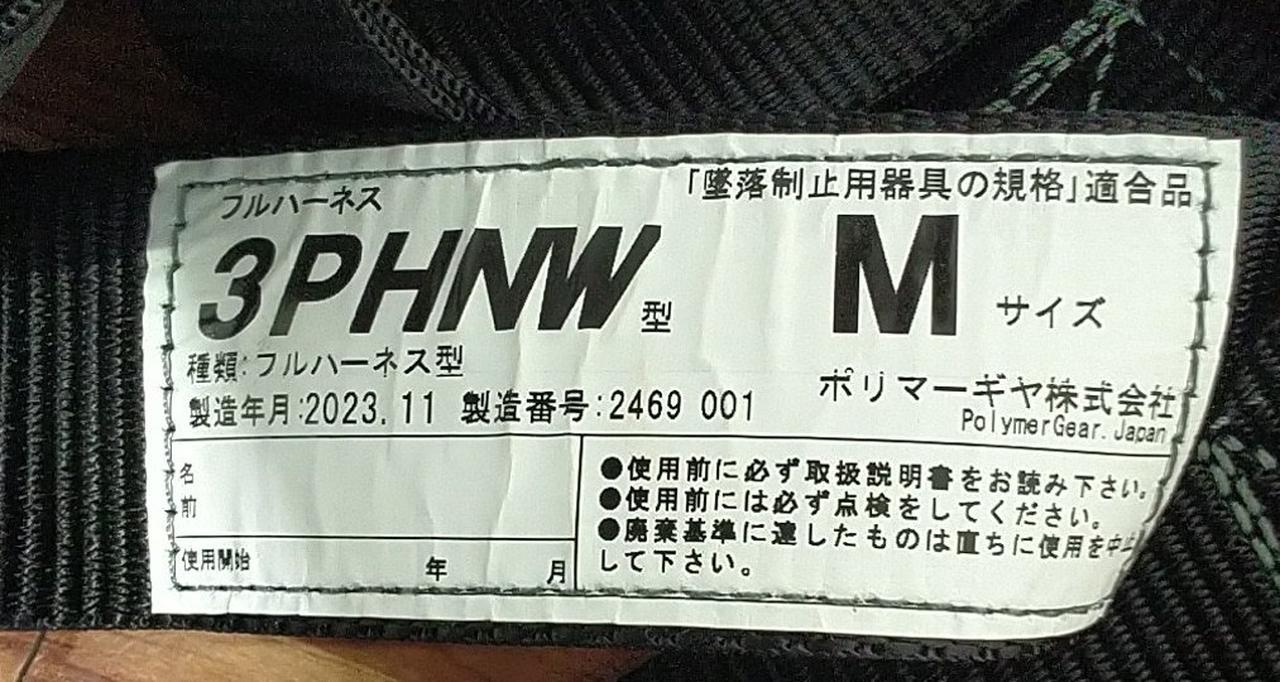 フルハーネス
「墜落制止用器具の規格」適合品
3PHNW型
Mサイズ
種類:フルハーネス型
製造年月:2023.11 製造番号:2469 001
ポリマーギヤ株式会社
PolymerGear.Japan
名
前
使用開始 年 月
●使用前に必ず取扱説明書をお読み下さい。
●使用前には必ず点検をしてください。
●廃棄基準に達したものは直ちに使用を中止
して下さい。